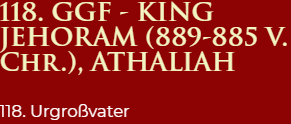 118. GGF - KING
JEHORAM (889-885 V.
CHR.), ATHALIAH
118. Urgroßvater